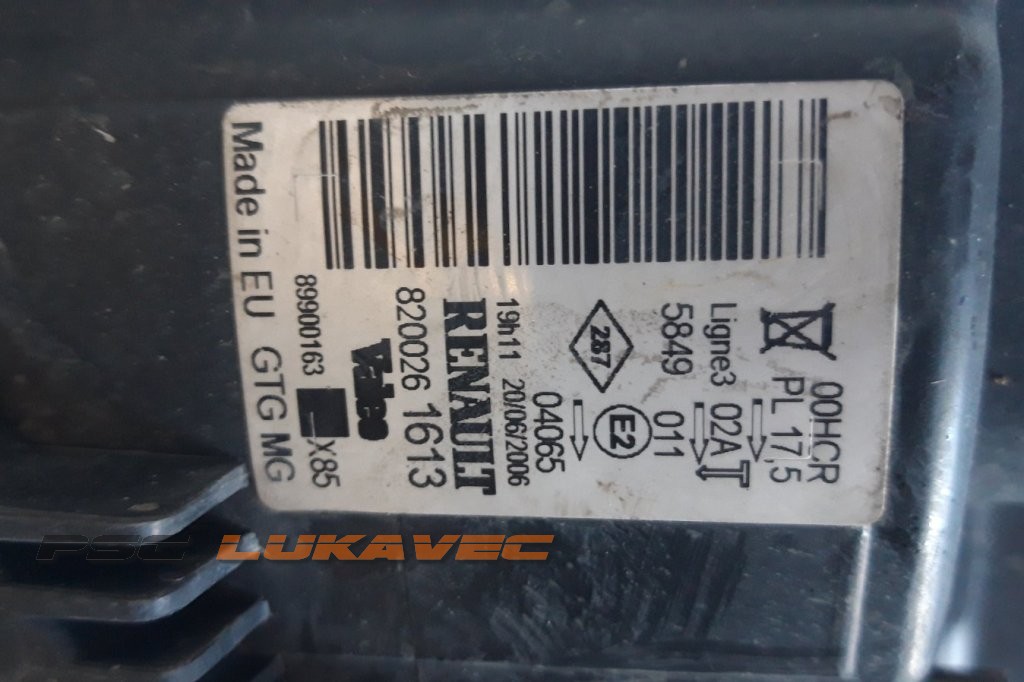 00HCR
PL 17,5
Ligne3 02A
5849 011
287 E2
04065
19h11 20/06/2006
RENAULT
820026 1613
Valeo
89900163 X85
Made in EU GTG MG
PSC LUKAVEC